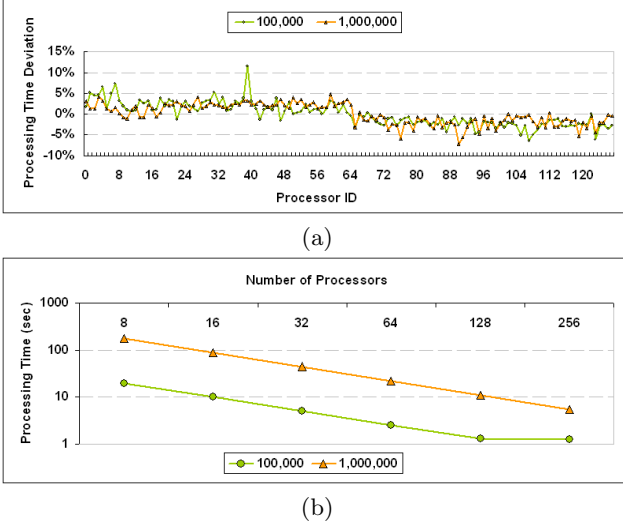 100,000 1,000,000
Processing Time Deviation
15%
10%
5%
0%
-5%
-10%
0 8 16 24 32 40 48 56 64 72 80 88 96 104 112 120
Processor ID
(a)
Number of Processors
Processing Time (sec)
1000
8 16 32 64 128 256
100
10
1
100,000 1,000,000
(b)